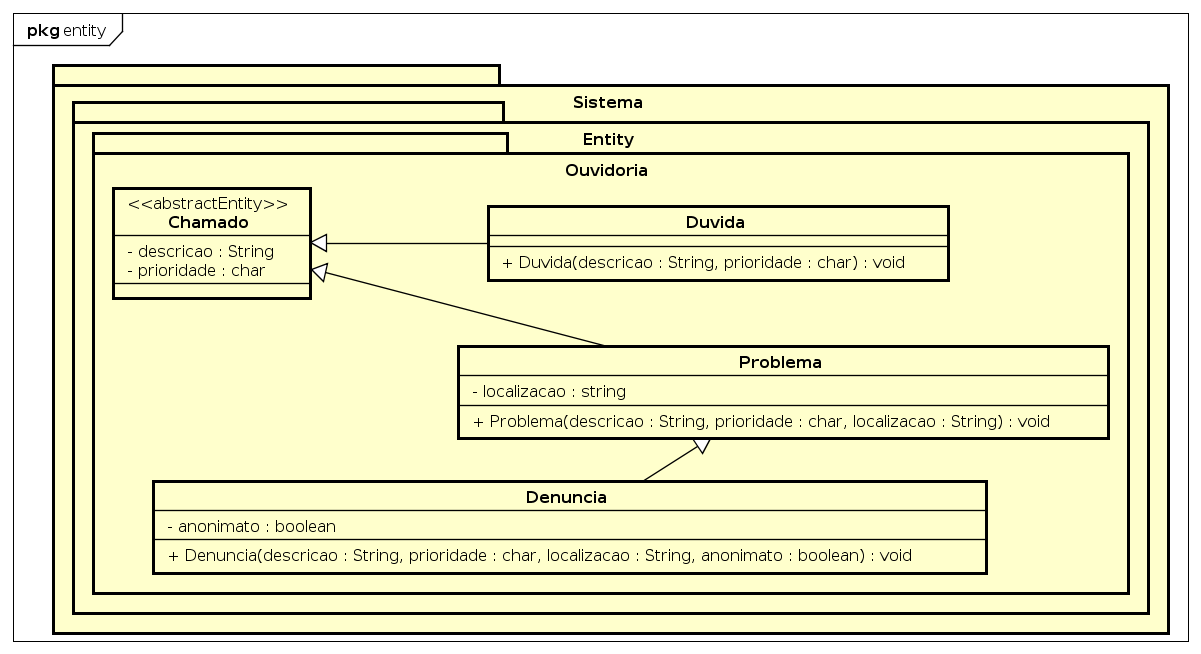 pkg entity
Sistema
Entity
Ouvidoria
<<abstractEntity>>
Chamado
- descricao : String
- prioridade : char
Duvida
+ Duvida(descricao : String, prioridade : char) : void
Problema
- localizacao : string
+ Problema(descricao : String, prioridade : char, localizacao : String) : void
Denuncia
- anonimato : boolean
+ Denuncia(descricao : String, prioridade : char, localizacao : String, anonimato : boolean) : void